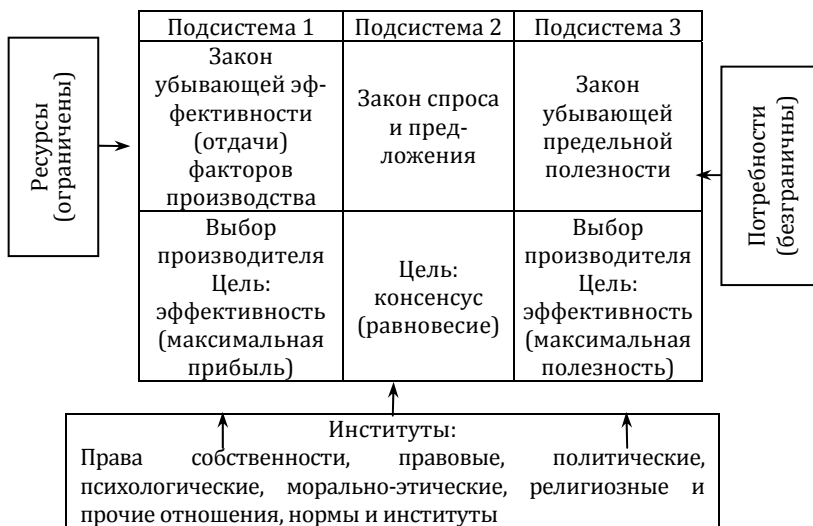 Ресурсы
(ограничены)
Подсистема 1
Подсистема 2
Подсистема 3
Закон
убывающей эф-
фективности
(отдачи)
факторов
производства
Закон спроса
и пред-
ложения
Закон
убывающей
предельной
полезности
Выбор
производителя
Цель:
эффективность
(максимальная
прибыль)
Цель:
консенсус
(равновесие)
Выбор
производителя
Цель:
эффективность
(максимальная
полезность)
Потребности
(безграничны)
Институты:
Права собственности, правовые, политические,
психологические, морально-этические, религиозные и
прочие отношения, нормы и институты